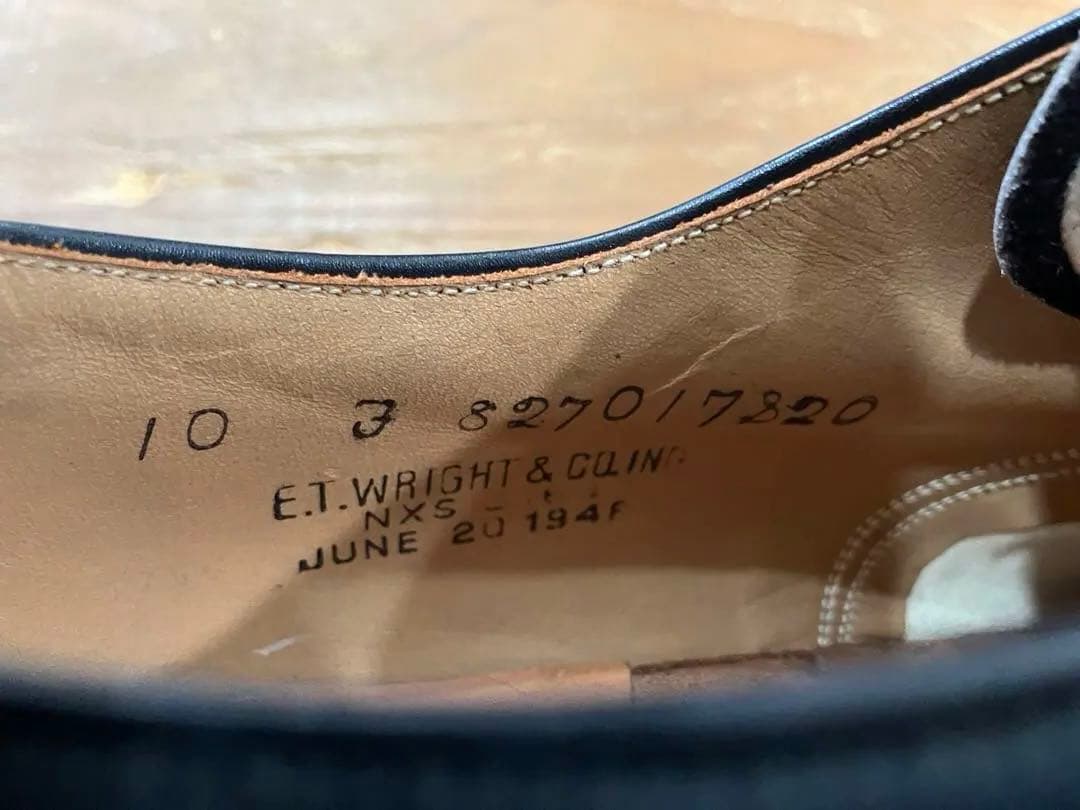 10 3 827017820
E.T.WRIGHT & CO.INC.
NXS
JUNE 20